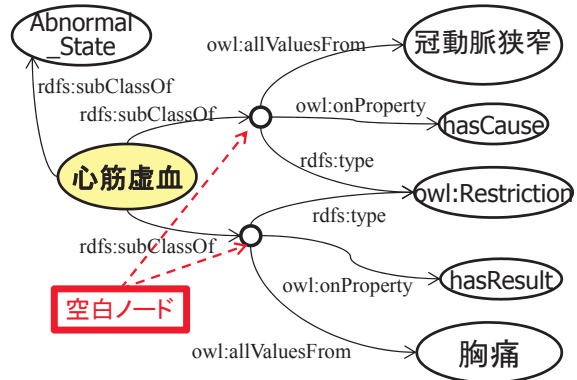 Abnormal
_State
owl:allValuesFrom
冠動脈狭窄
rdfs:subClassOf
rdfs:subClassOf
owl:onProperty
hasCause
心筋虚血
rdfs:type
owl:Restriction
rdfs:type
rdfs:subClassOf
owl:onProperty
hasResult
空白ノード
owl:allValuesFrom
胸痛